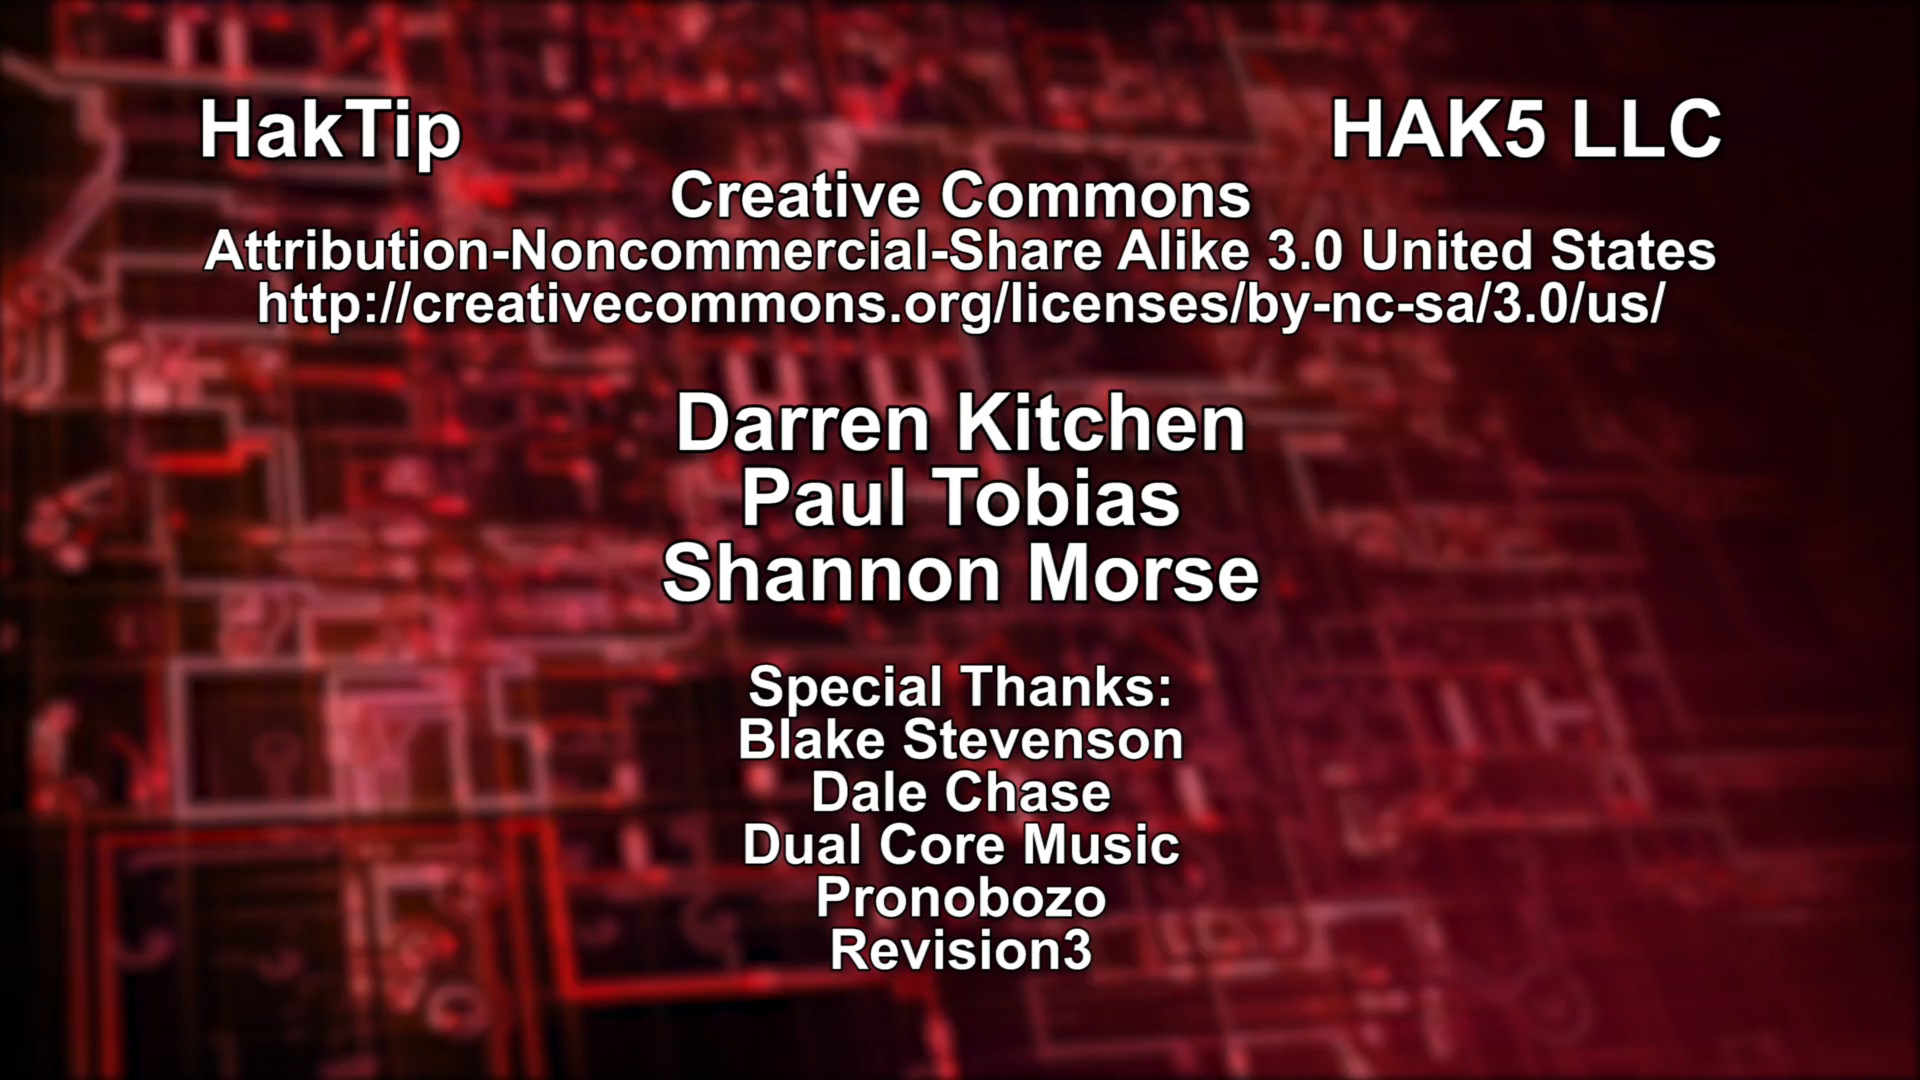 HakTip HAK5 LLC
Creative Commons
Attribution-Noncommercial-Share Alike 3.0 United States
http://creativecommons.org/licenses/by-nc-sa/3.0/us/
Darren Kitchen
Paul Tobias
Shannon Morse
Special Thanks:
Blake Stevenson
Dale Chase
Dual Core Music
Pronobozo
Revision3